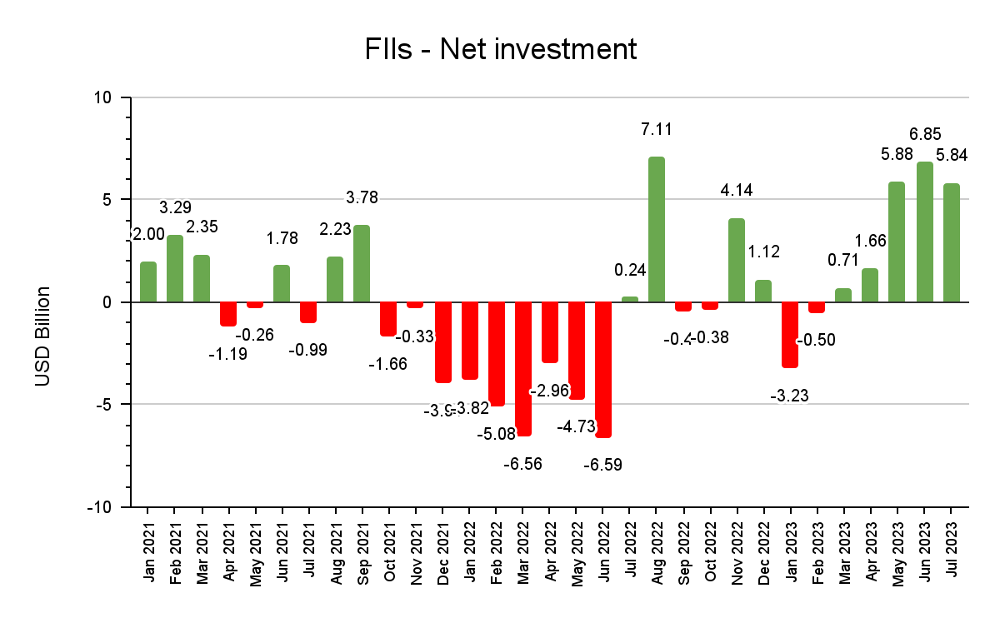 FIIs - Net investment
USD Billion
10
5
0
-5
-10
2.00
3.29
2.35
-1.19
-0.26
1.78
-0.99
2.23
3.78
-1.66
-0.33
-3.82
-5.08
-6.56
-2.96
-4.73
-6.59
0.24
7.11
-0.38
4.14
1.12
-3.23
-0.50
0.71
1.66
5.88
6.85
5.84
Jan 2021
Feb 2021
Mar 2021
Apr 2021
May 2021
Jun 2021
Jul 2021
Aug 2021
Sep 2021
Oct 2021
Nov 2021
Dec 2021
Jan 2022
Feb 2022
Mar 2022
Apr 2022
May 2022
Jun 2022
Jul 2022
Aug 2022
Sep 2022
Oct 2022
Nov 2022
Dec 2022
Jan 2023
Feb 2023
Mar 2023
Apr 2023
May 2023
Jun 2023
Jul 2023